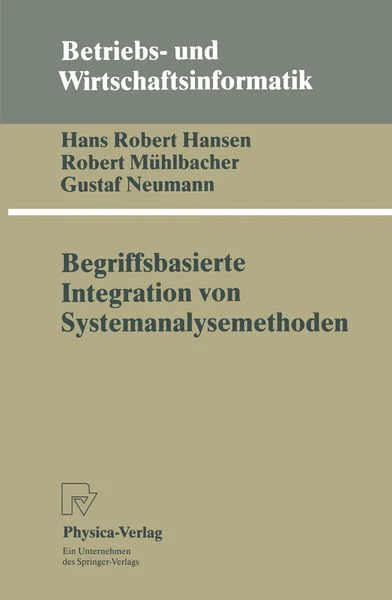 Betriebs- und
Wirtschaftsinformatik
Hans Robert Hansen
Robert Mühlbacher
Gustaf Neumann
Begriffsbasierte
Integration von
Systemanalysemethoden
Physica-Verlag
Ein Unternehmen
des Springer-Verlags